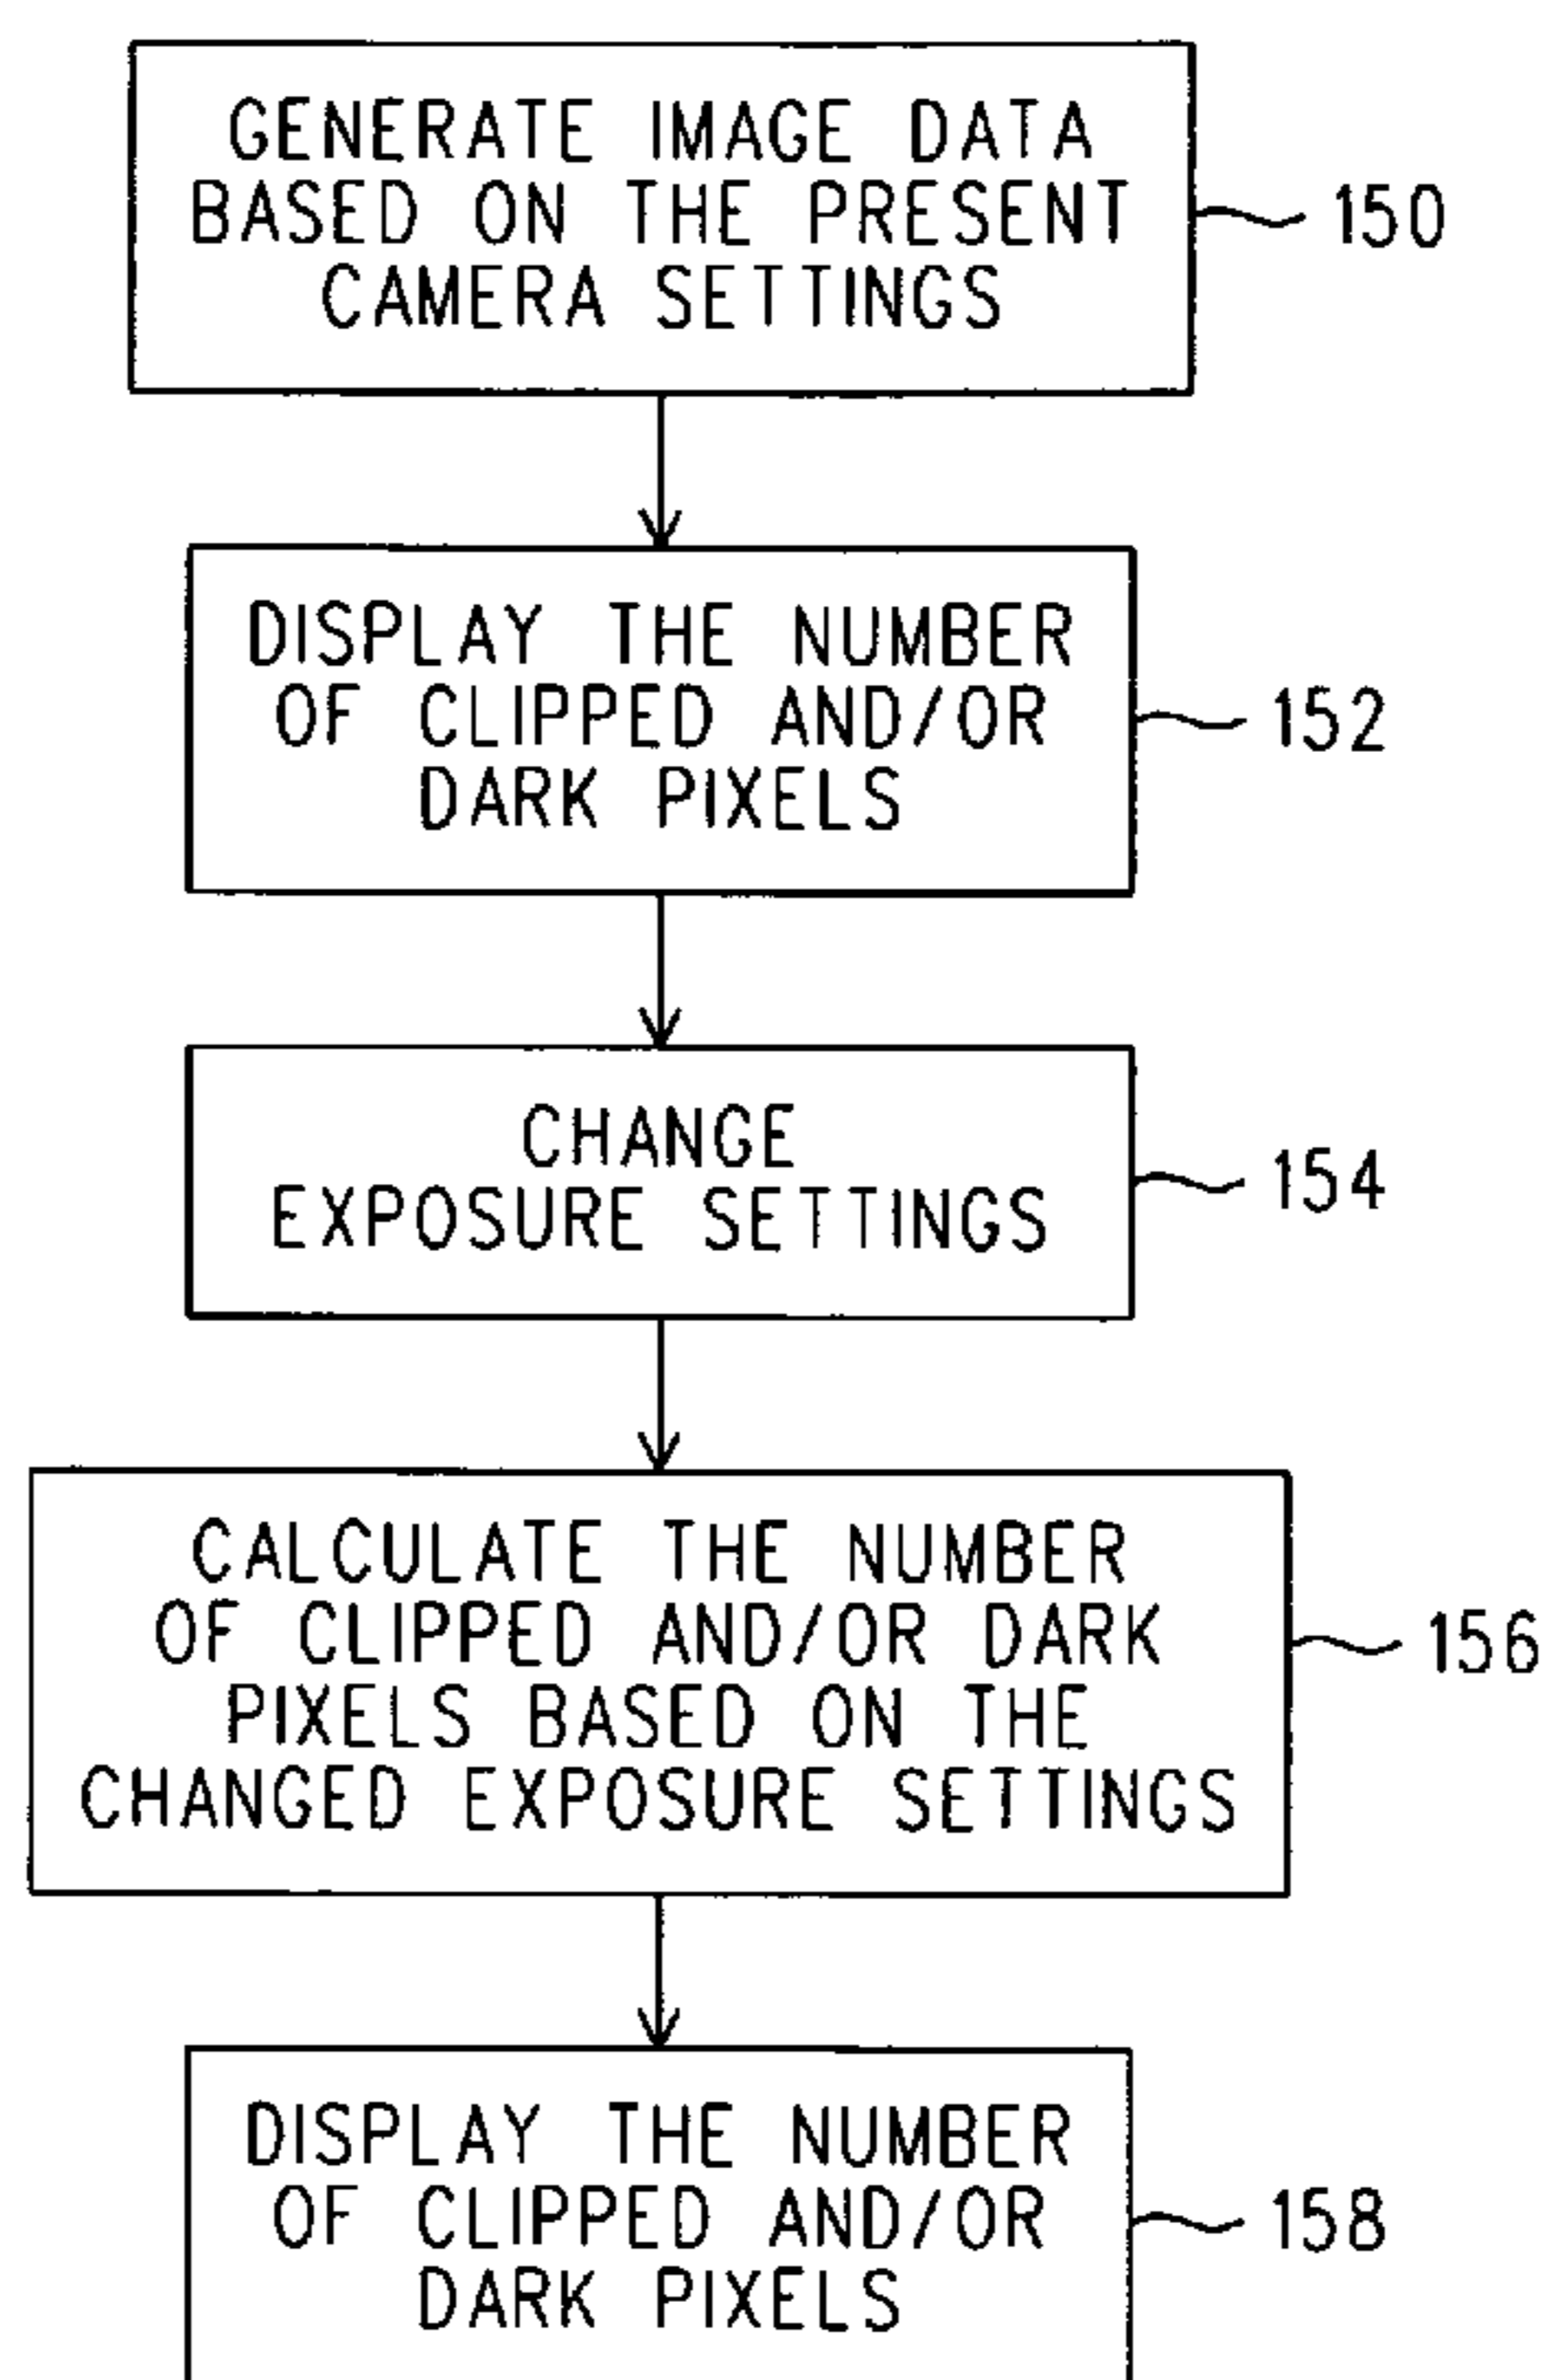 GENERATE IMAGE DATA
BASED ON THE PRESENT
CAMERA SETTINGS
150
DISPLAY THE NUMBER
OF CLIPPED AND/OR
DARK PIXELS
152
CHANGE
EXPOSURE SETTINGS
154
CALCULATE THE NUMBER
OF CLIPPED AND/OR DARK
PIXELS BASED ON THE
CHANGED EXPOSURE SETTINGS
156
DISPLAY THE NUMBER
OF CLIPPED AND/OR
DARK PIXELS
158